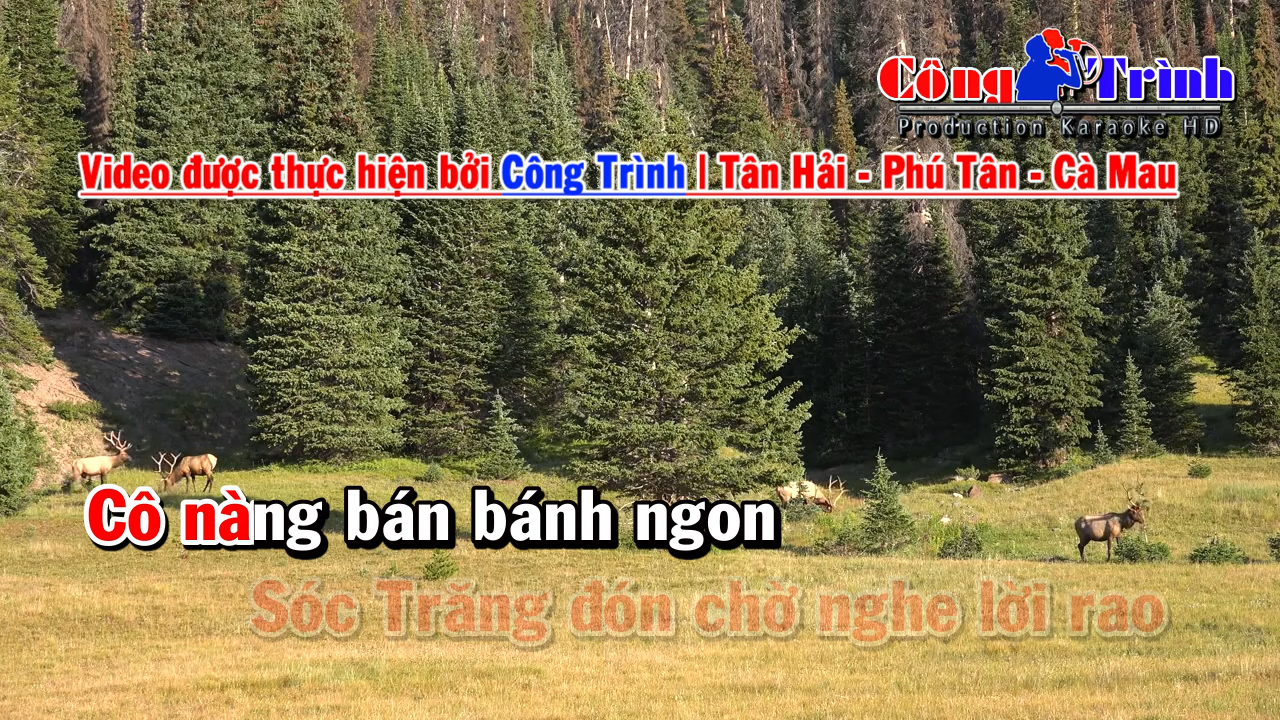 Công Trình
Production Karaoke HD
Video được thực hiện bởi Công Trình | Tân Hải - Phú Tân - Cà Mau
Cô nàng bán bánh ngon
Sóc Trăng đón chờ nghe lời rao